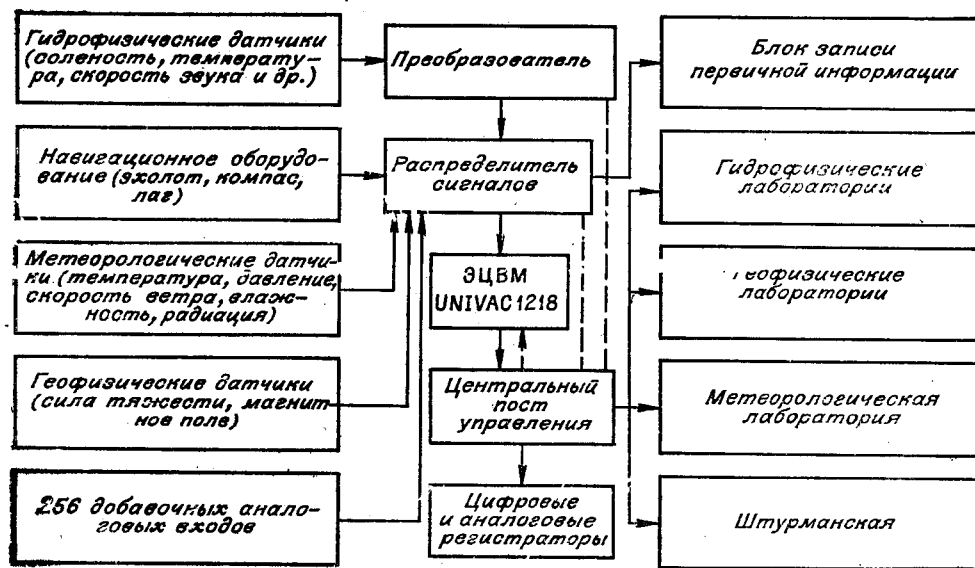 Гидрофизические датчики
(соленость, температу-
ра, скорость звука и др.)
Навигационное оборудо-
вание (эхолот, компас,
лаг)
Метеорологические датчи-
ки (температура, давление,
скорость ветра, влаж-
ность, радиация)
Геофизические датчики
(сила тяжести, магнит
ное поле)
256 добавочных анало-
говых входов
Преобразователь
Распределитель
сигналов
ЭЦВМ
UNIVAC 1218
Центральный
пост
управления
Цифровые
и аналоговые
регистраторы
Блок записи
первичной информации
Гидрофизические
лаборатории
Геофизические
лаборатории
Метеорологическая
лаборатория
Штурманская